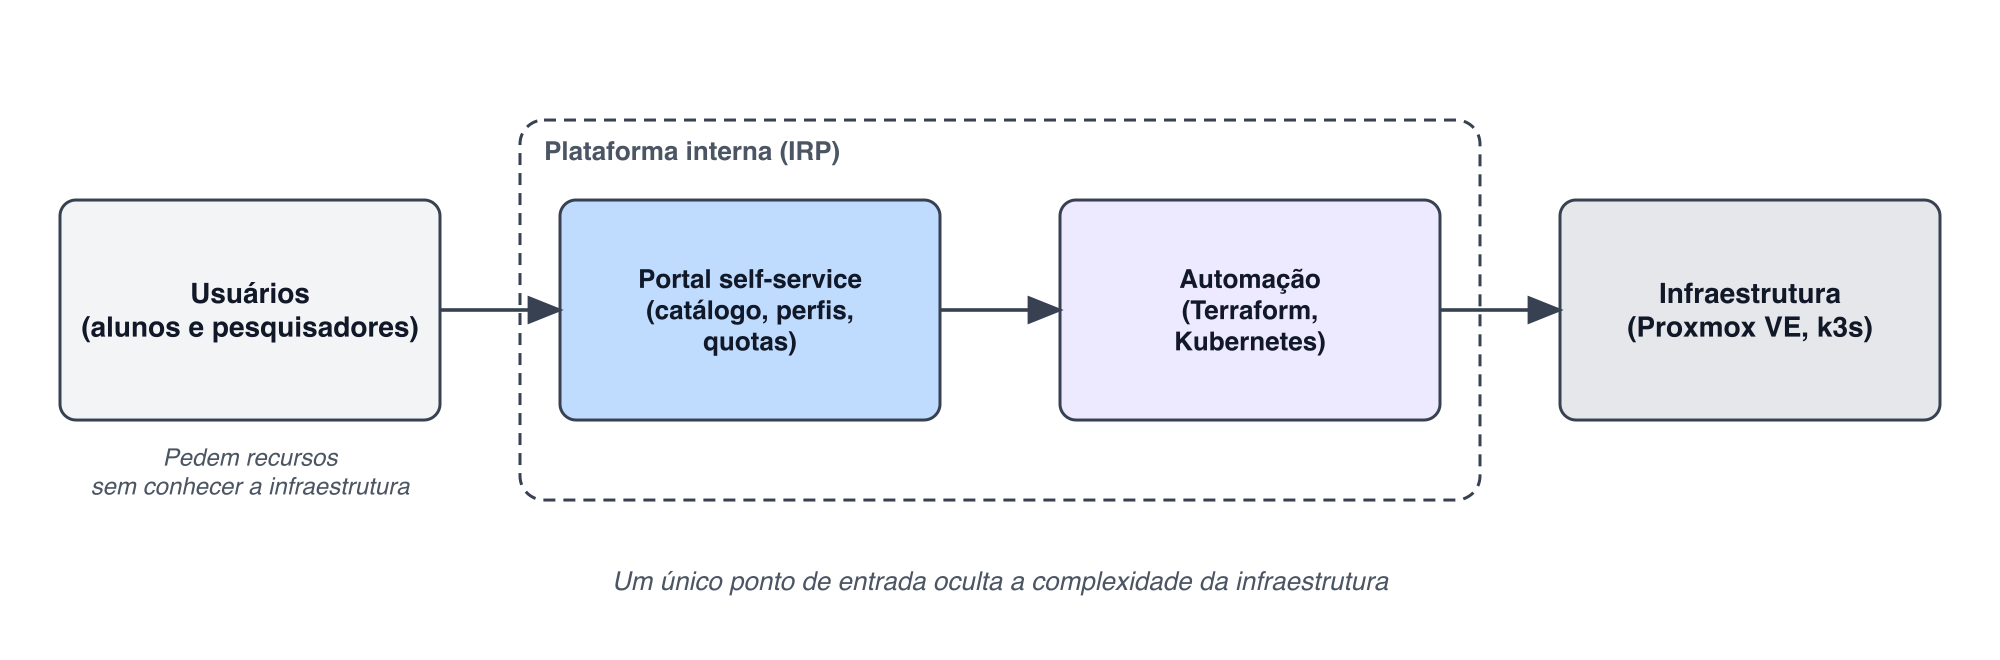 Plataforma interna (IRP)
Usuários
(alunos e pesquisadores)
Portal self-service
(catálogo, perfis,
quotas)
Automação
(Terraform,
Kubernetes)
Infraestrutura
(Proxmox VE, k3s)
Pedem recursos
sem conhecer a infraestrutura
Um único ponto de entrada oculta a complexidade da infraestrutura